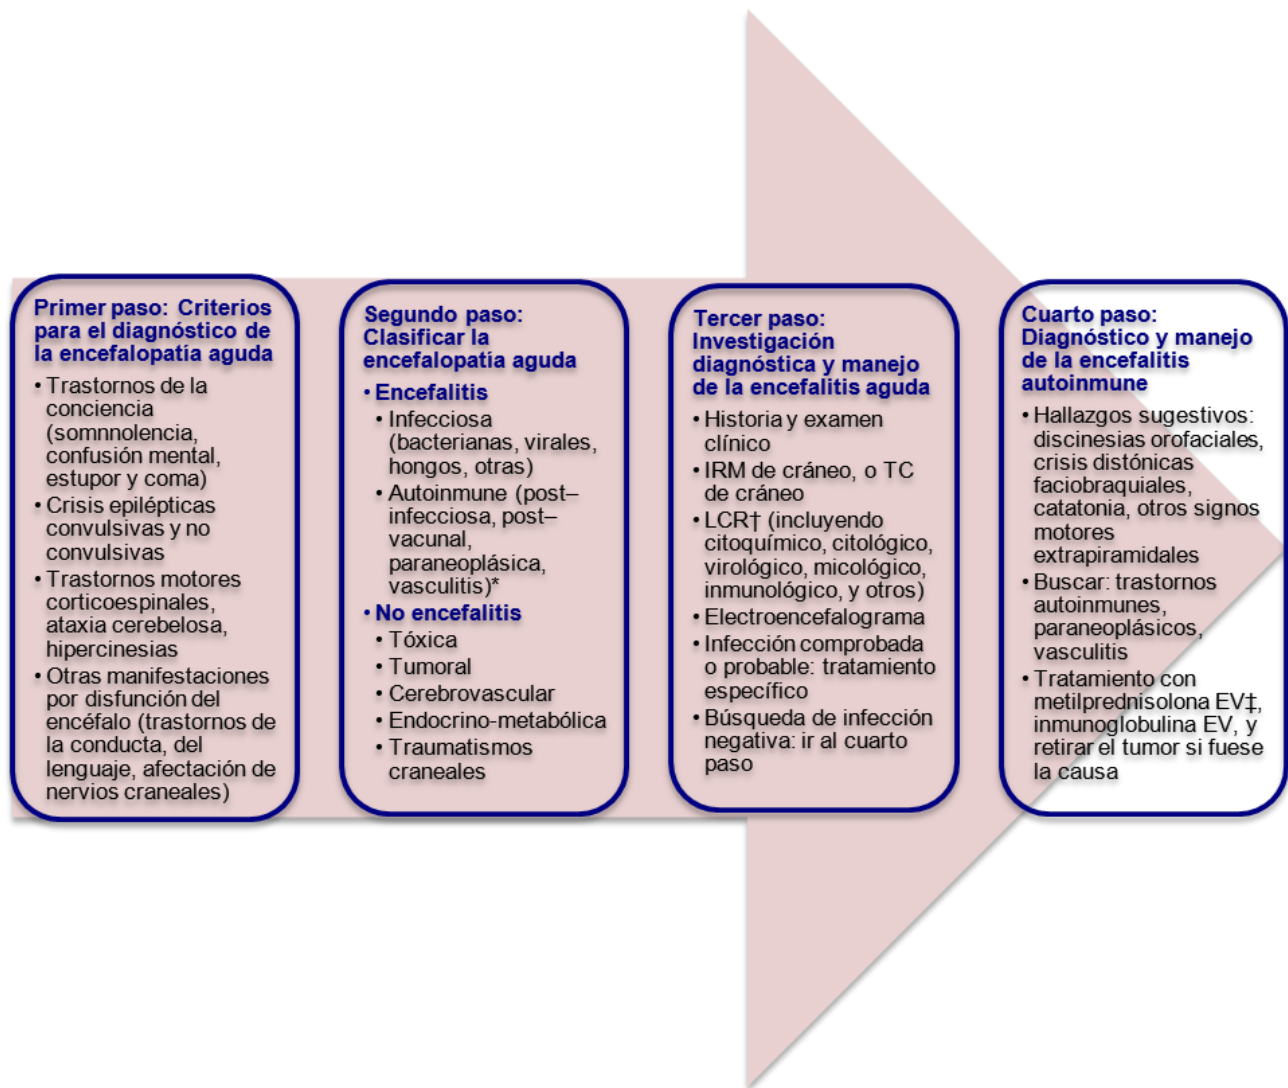 Primer paso: Criterios
para el diagnóstico de
la encefalopatía aguda
• Trastornos de la
conciencia
(somnnolencia,
confusión mental,
estupor y coma)
• Crisis epilépticas
convulsivas y no
convulsivas
• Trastornos motores
corticoespinales,
ataxia cerebelosa,
hipercinesias
• Otras manifestaciones
por disfunción del
encéfalo (trastornos de
la conducta, del
lenguaje, afectación de
nervios craneales)
Segundo paso:
Clasificar la
encefalopatía aguda
• Encefalitis
• Infecciosa
(bacterianas, virales,
hongos, otras)
• Autoinmune (post–
infecciosa, post–
vacunal,
paraneoplásica,
vasculitis)*
• No encefalitis
• Tóxica
• Tumoral
• Cerebrovascular
• Endocrino-metabólica
• Traumatismos
craneales
Tercer paso:
Investigación
diagnóstica y manejo
de la encefalitis aguda
• Historia y examen
clínico
• IRM de cráneo, o TC
de cráneo
• LCR† (incluyendo
citoquímico, citológico,
virológico, micológico,
inmunológico, y otros)
• Electroencefalograma
• Infección comprobada
o probable: tratamiento
específico
• Búsqueda de infección
negativa: ir al cuarto
paso
Cuarto paso:
Diagnóstico y manejo
de la encefalitis
autoinmune
• Hallazgos sugestivos:
discinesias orofaciales,
crisis distónicas
faciobraquiales,
catatonia, otros signos
motores
extrapiramidales
• Buscar: trastornos
autoinmunes,
paraneoplásicos,
vasculitis
• Tratamiento con
metilprednisolona EV‡,
inmunoglobulina EV, y
retirar el tumor si fuese
la causa